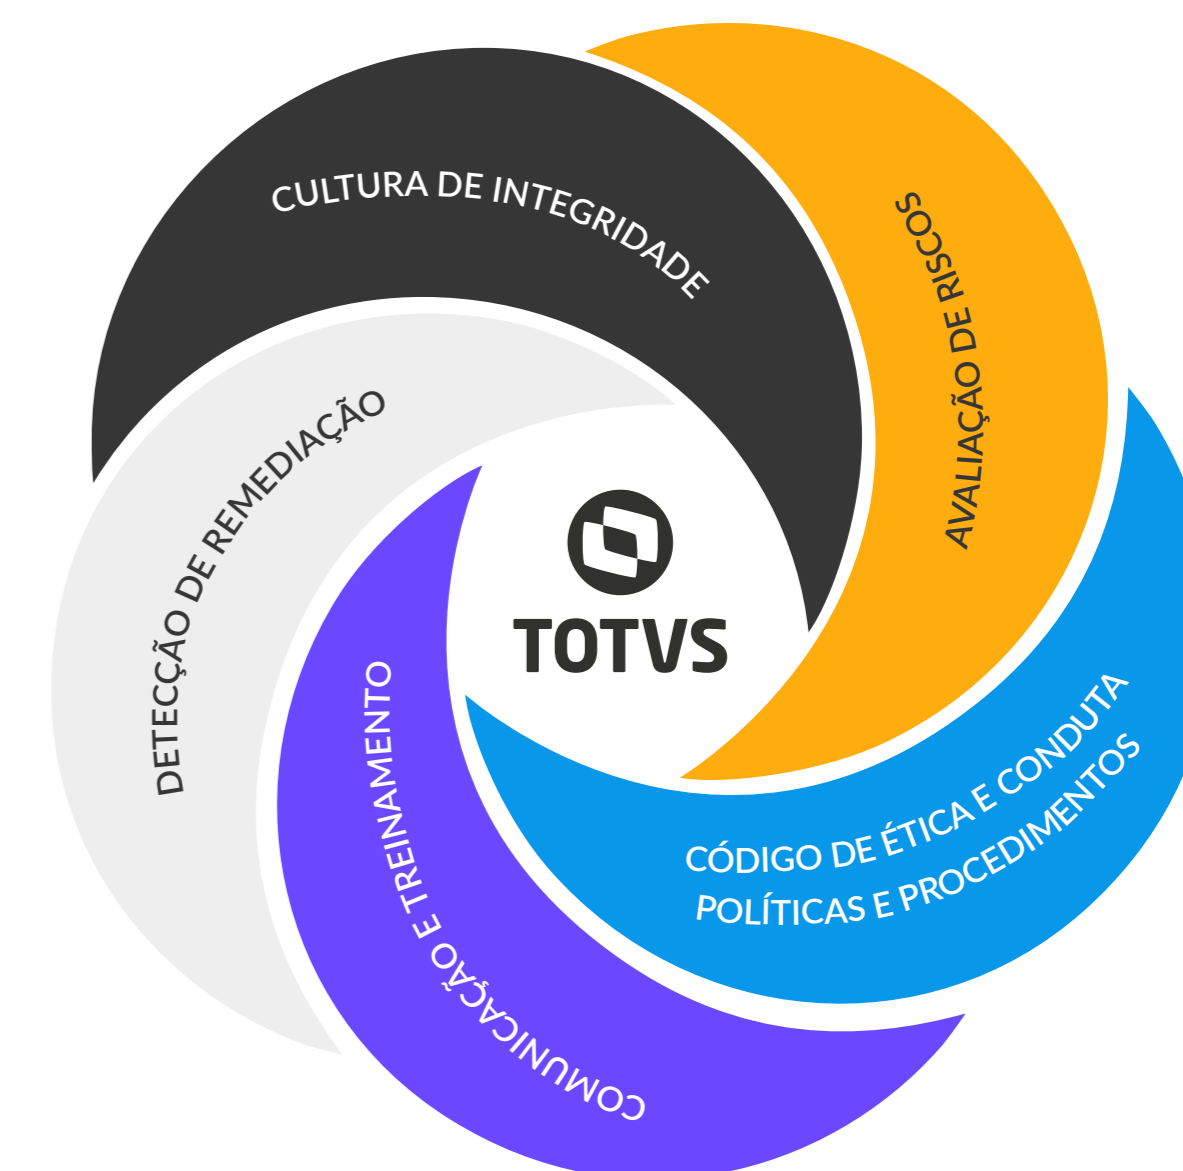 CULTURA DE INTEGRIDADE
AVALIAÇÃO DE RISCOS
CÓDIGO DE ÉTICA E CONDUTA
POLÍTICAS E PROCEDIMENTOS
COMUNICAÇÃO E TREINAMENTO
DETECÇÃO DE REMEDIAÇÃO
TOTVS